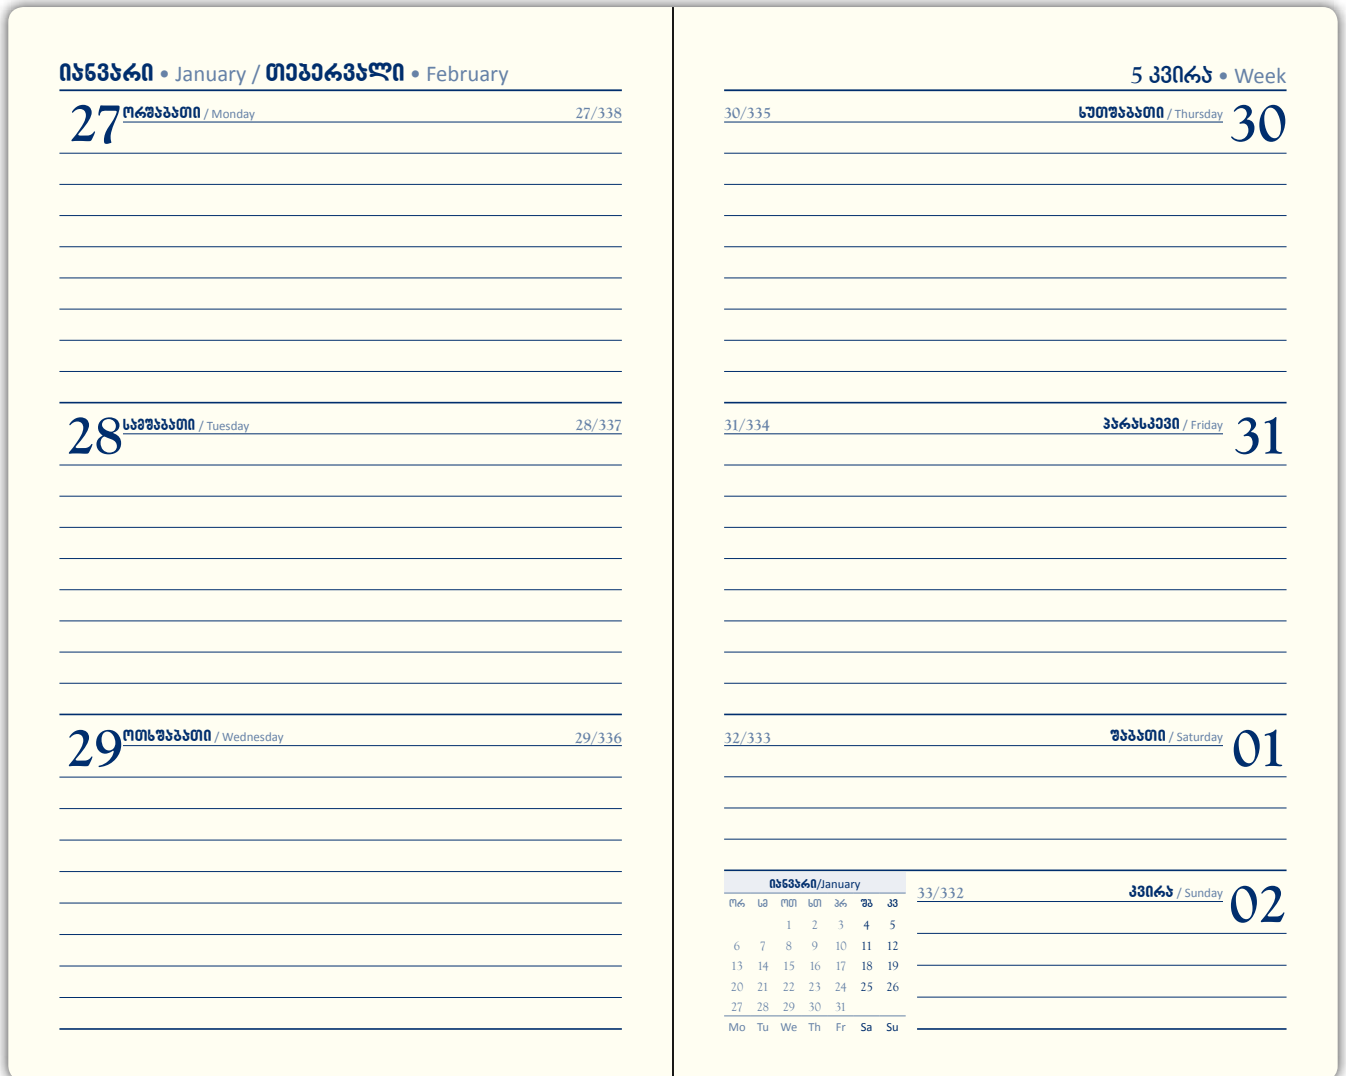 იანვარი • January / თებერვალი • February
27 ორშაბათი / Monday 27/338
28 სამშაბათი / Tuesday 28/337
29 ოთხშაბათი / Wednesday 29/336
5 კვირა • Week
30/335 ხუთშაბათი / Thursday 30
31/334 პარასკევი / Friday 31
32/333 შაბათი / Saturday 01
იანვარი/January
ორ სმ ოთ ხთ პრ შბ კვ
1 2 3 4 5
6 7 8 9 10 11 12
13 14 15 16 17 18 19
20 21 22 23 24 25 26
27 28 29 30 31
Mo Tu We Th Fr Sa Su
33/332 კვირა / Sunday 02